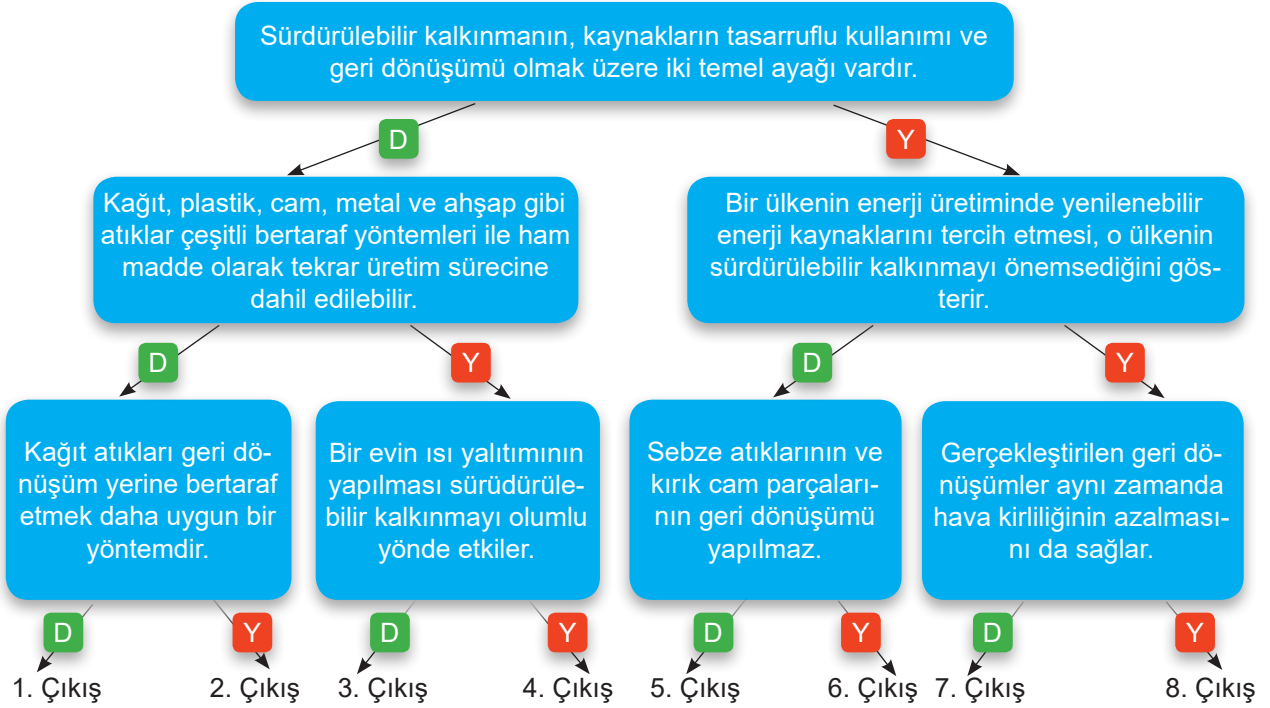 Sürdürülebilir kalkınmanın, kaynakların tasarruflu kullanımı ve
geri dönüşümü olmak üzere iki temel ayağı vardır.
D
Y
Kağıt, plastik, cam, metal ve ahşap gibi
atıklar çeşitli bertaraf yöntemleri ile ham
madde olarak tekrar üretim sürecine
dahil edilebilir.
Bir ülkenin enerji üretiminde yenilenebilir
enerji kaynaklarını tercih etmesi, o ülkenin
sürdürülebilir kalkınmayı önemsediğini gös-
terir.
D
Y
D
Y
Kağıt atıkları geri dö-
nüşüm yerine bertaraf
etmek daha uygun bir
yöntemdir.
Bir evin ısı yalıtımının
yapılması sürüdürüle-
bilir kalkınmayı olumlu
yönde etkiler.
Sebze atıklarının ve
kırık cam parçaları-
nın geri dönüşümü
yapılmaz.
Gerçekleştirilen geri dö-
nüşümler aynı zamanda
hava kirliliğinin azalması-
nı da sağlar.
D
Y
D
Y
D
Y
D
Y
1. Çıkış
2. Çıkış
3. Çıkış
4. Çıkış
5. Çıkış
6. Çıkış
7. Çıkış
8. Çıkış